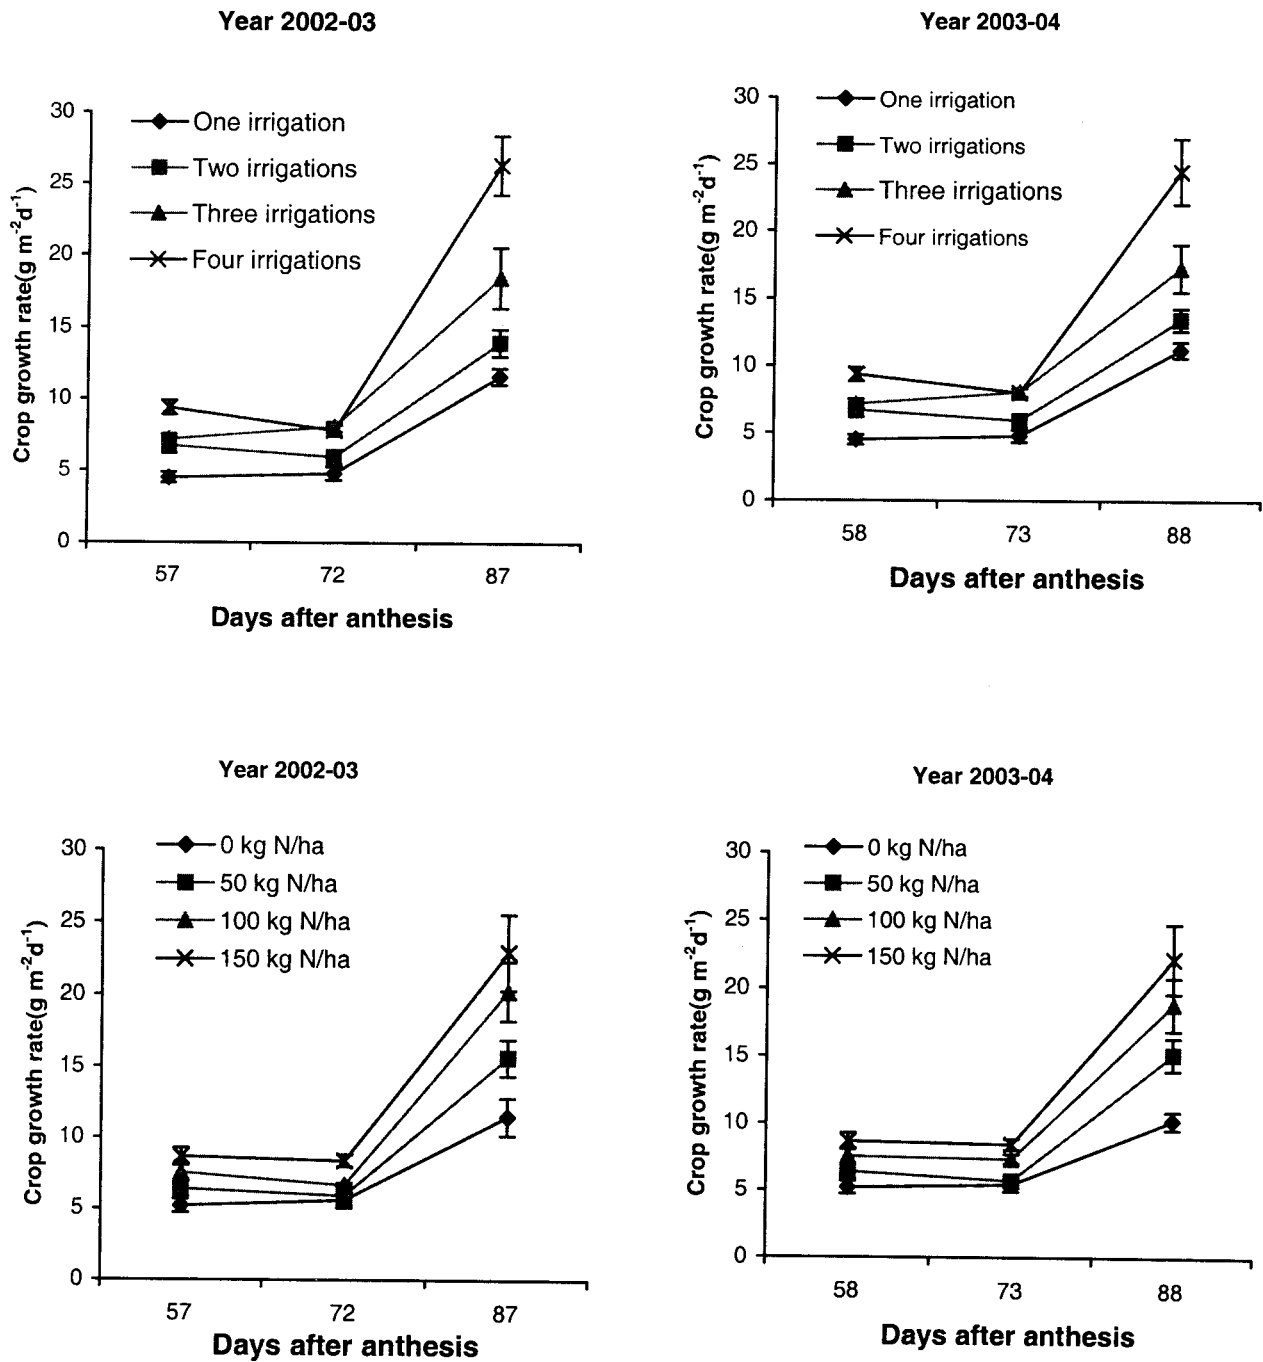 Year 2002-03
30
25
20
15
10
5
0
Crop growth rate(g m⁻²d⁻¹)
One irrigation
Two irrigations
Three irrigations
Four irrigations
57 72 87
Days after anthesis
Year 2003-04
30
25
20
15
10
5
0
Crop growth rate(g m⁻²d⁻¹)
One irrigation
Two irrigations
Three irrigations
Four irrigations
58 73 88
Days after anthesis
Year 2002-03
30
25
20
15
10
5
0
Crop growth rate(g m⁻²d⁻¹)
0 kg N/ha
50 kg N/ha
100 kg N/ha
150 kg N/ha
57 72 87
Days after anthesis
Year 2003-04
30
25
20
15
10
5
0
Crop growth rate(g m⁻²d⁻¹)
0 kg N/ha
50 kg N/ha
100 kg N/ha
150 kg N/ha
58 73 88
Days after anthesis